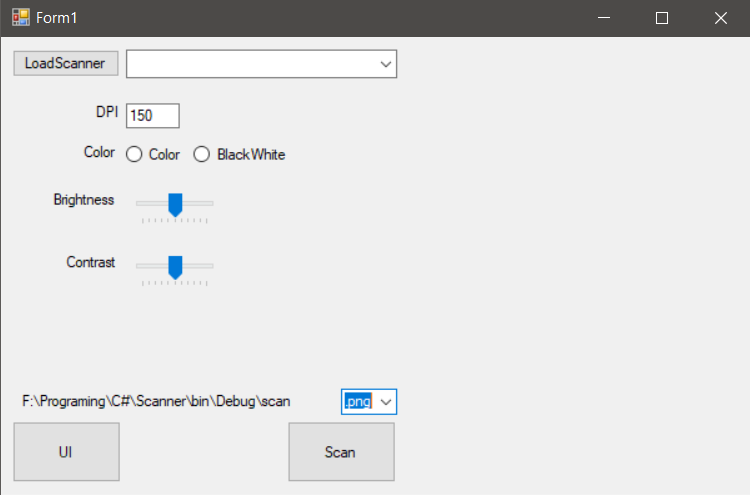 Form1
LoadScanner
DPI 150
Color Color BlackWhite
Brightness
Contrast
F:\Programing\C#\Scanner\bin\Debug\scan .png
UI Scan